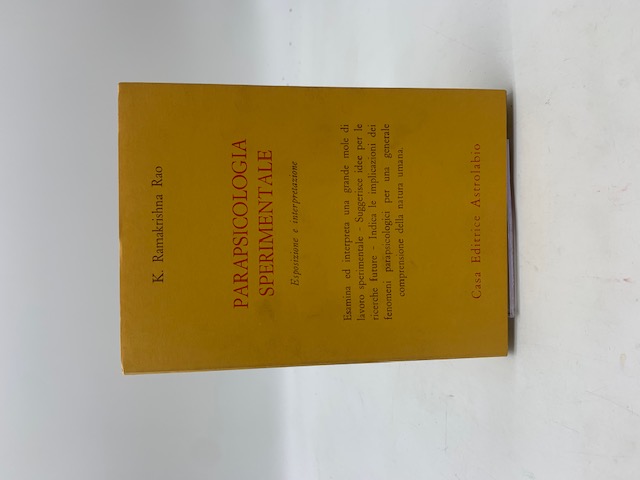 K. Ramakrishna Rao
PARAPSICOLOGIA
SPERIMENTALE
Esposizione e interpretazione
Esamina ed interpreta una grande mole di
lavoro sperimentale - Suggerisce idee per le
ricerche future - Indica le implicazioni dei
fenomeni parapsicologici per una generale
comprensione della natura umana.
Casa Editrice Astrolabio